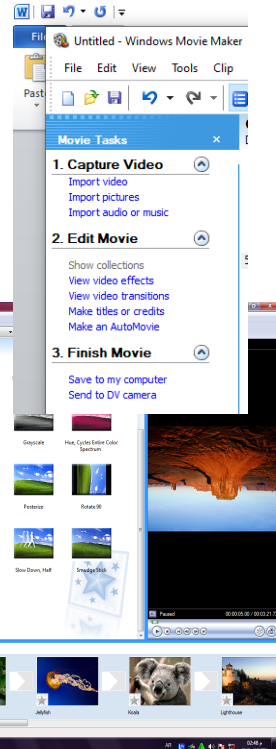 Untitled - Windows Movie Maker
File Edit View Tools Clip
Movie Tasks
1. Capture Video
Import video
Import pictures
Import audio or music
2. Edit Movie
Show collections
View video effects
View video transitions
Make titles or credits
Make an AutoMovie
3. Finish Movie
Save to my computer
Send to DV camera
Grayscale
Hue, Cycles Entire Color
Spectrum
Posterize
Rotate 90
Slow Down, Half
Smudge Stick
Paused
Jellyfish
Koala
Lighthouse